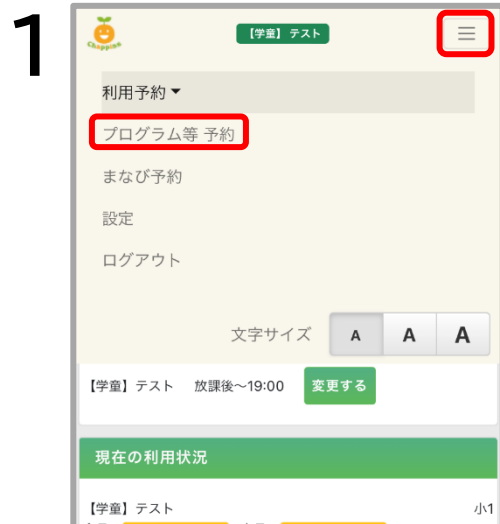 1
Choppino
【学童】テスト
利用予約▼
プログラム等 予約
まなび予約
設定
ログアウト
文字サイズ A A A
【学童】テスト 放課後〜19:00 変更する
現在の利用状況
【学童】テスト 小1